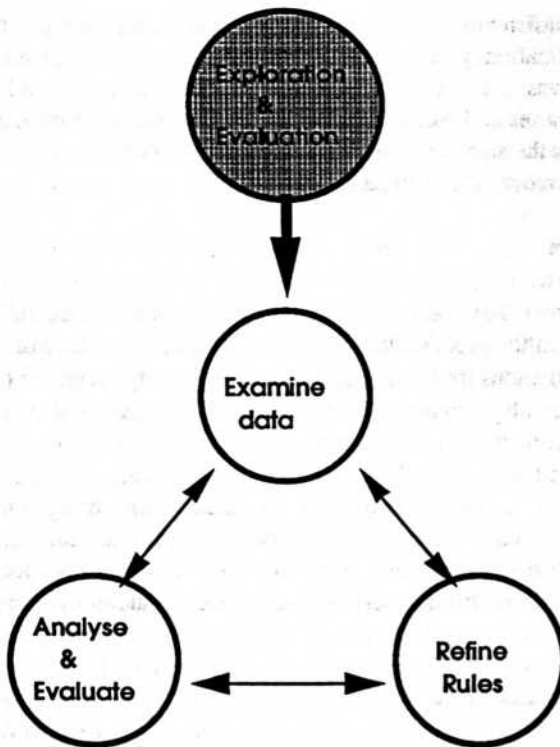 Exploration
&
Evaluation
Examine
data
Analyse
&
Evaluate
Refine
Rules